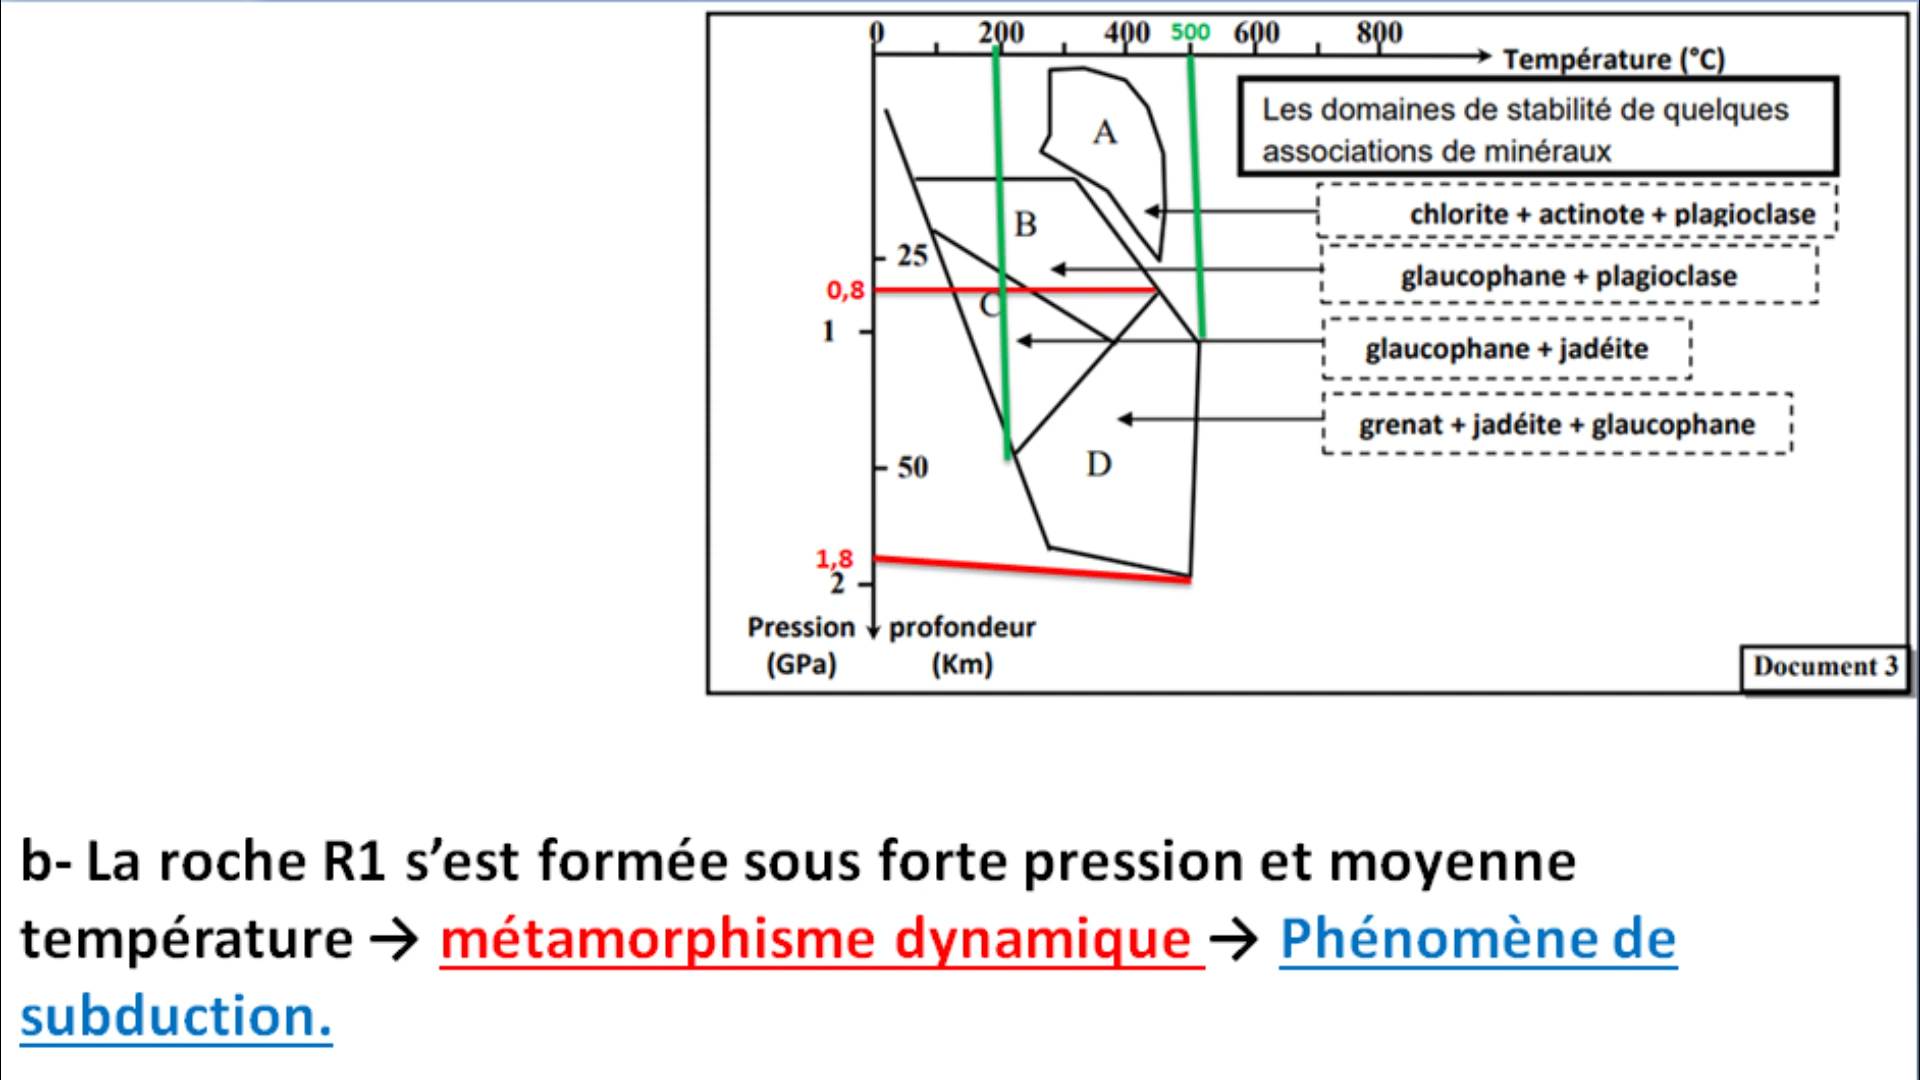 0 200 400 500 600 800
Température (°C)
Les domaines de stabilité de quelques
associations de minéraux
A
chlorite + actinote + plagioclase
B
25
glaucophane + plagioclase
0,8
C
1
glaucophane + jadéite
grenat + jadéite + glaucophane
D
50
1,8
2
Pression profondeur
(GPa) (Km)
Document 3
b- La roche R1 s’est formée sous forte pression et moyenne
température → métamorphisme dynamique → Phénomène de
subduction.